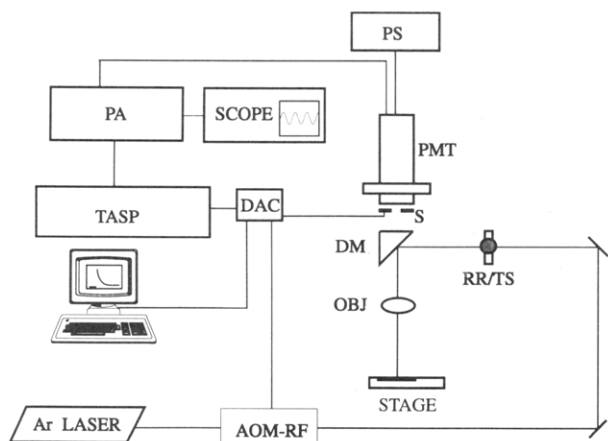 PS
PA
SCOPE
PMT
TASP
DAC
S
DM
RR/TS
OBJ
STAGE
Ar LASER
AOM-RF